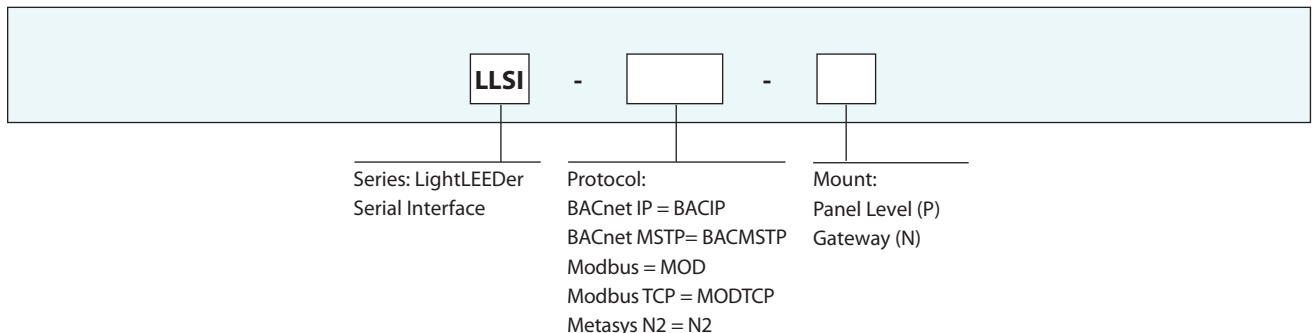 LLSI - -
Series: LightLEEDer
Serial Interface
Protocol:
BACnet IP = BACIP
BACnet MSTP= BACMSTP
Modbus = MOD
Modbus TCP = MODTCP
Metasys N2 = N2
Mount:
Panel Level (P)
Gateway (N)